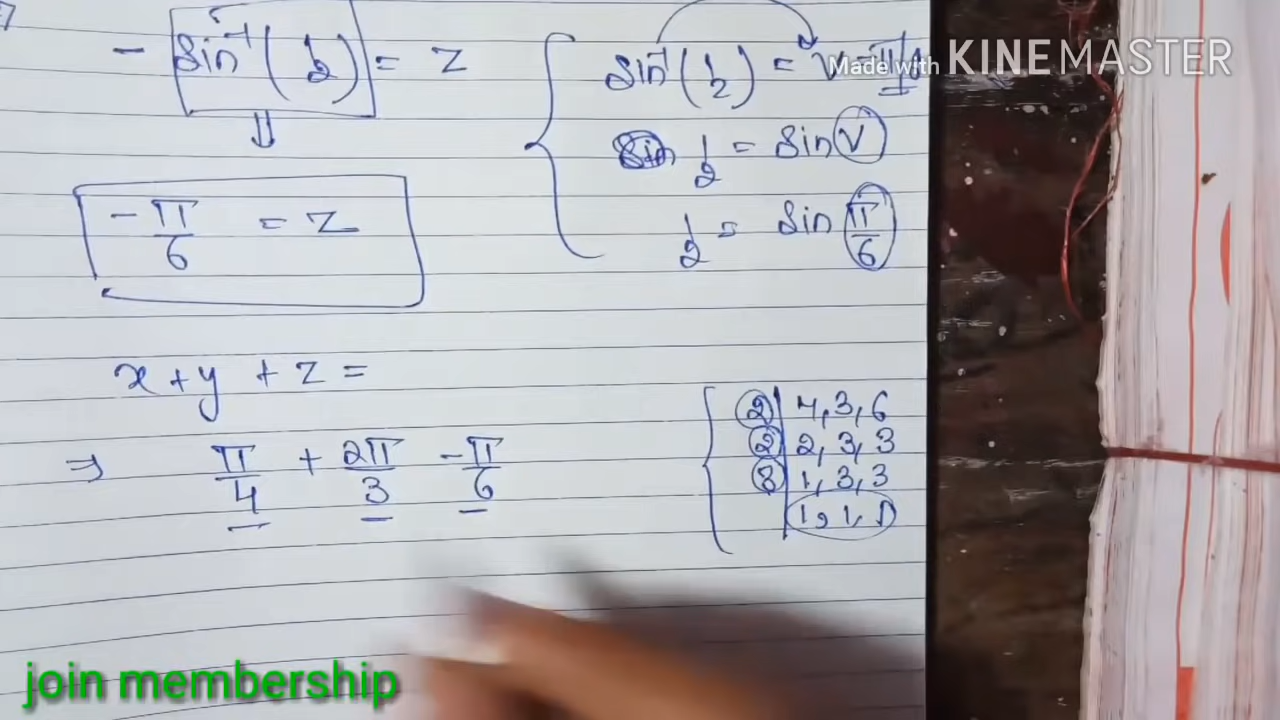 - Sin⁻¹(1/2) = z
⇓
-π/6 = z
Sin⁻¹(1/2) = v
1/2 = Sin v
1/2 = Sin π/6
x + y + z =
⇒ π/4 + 2π/3 -π/6
2 | 4, 3, 6
2 | 2, 3, 3
3 | 1, 3, 3
1, 1, 1
Made with KINEMASTER
join membership